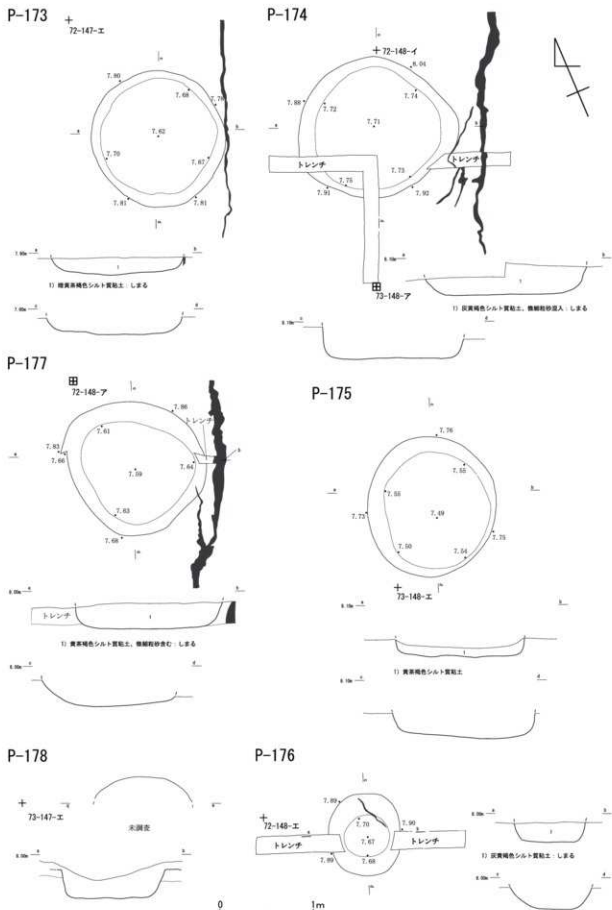 P-173
72-147-エ
7.80
7.68
7.78
7.62
7.70
7.67
7.81
7.81
a
b
1
1) 暗黄茶褐色シルト質粘土:しまる
c
d
P-174
72-148-イ
8.04
7.88
7.74
7.72
7.71
トレンチ
トレンチ
7.75
7.73
7.91
7.92
73-148-ア
a
b
1
1) 灰黄褐色シルト質粘土、微細粒砂混入:しまる
c
d
P-177
72-148-ア
7.86
トレンチ
7.61
7.83
7.86
7.64
7.59
7.63
7.68
a
b
トレンチ
1
1) 黄茶褐色シルト質粘土、微細粒砂含む:しまる
c
d
P-175
7.76
7.55
7.55
7.49
7.73
7.75
7.50
7.54
73-148-エ
a
b
1
1) 黄茶褐色シルト質粘土
c
d
P-178
73-147-エ
未調査
a
b
P-176
72-148-エ
7.89
7.70
7.90
7.67
トレンチ
トレンチ
7.89
7.68
a
b
1) 灰黄褐色シルト質粘土:しまる
c
d
0
1m